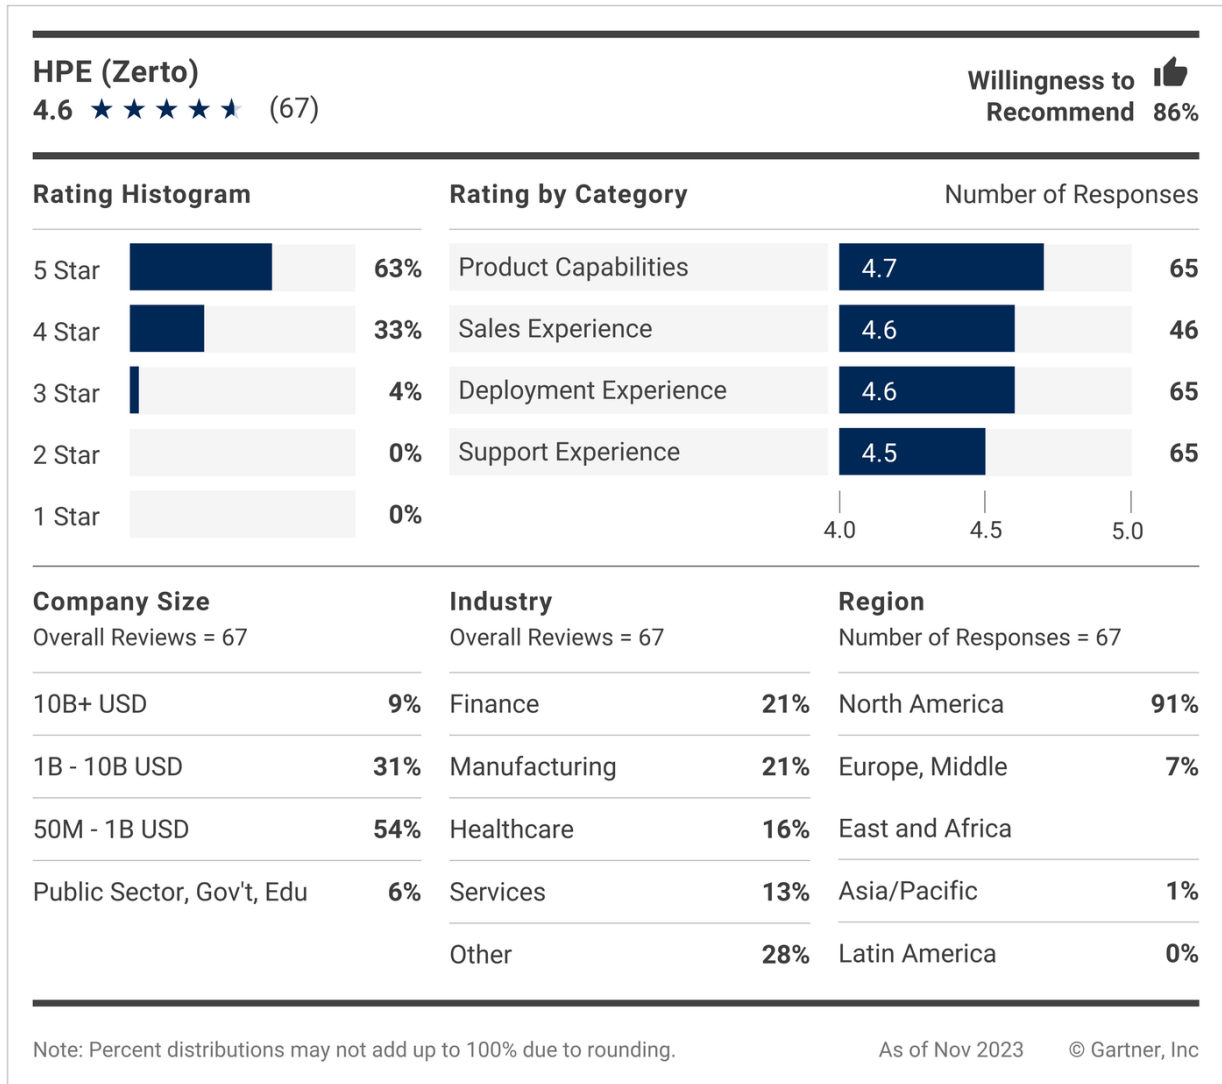 HPE (Zerto)
4.6 ★ ★ ★ ★ ★ (67)
Willingness to
Recommend 86%
Rating Histogram
5 Star 63%
4 Star 33%
3 Star 4%
2 Star 0%
1 Star 0%
Rating by Category Number of Responses
Product Capabilities 4.7 65
Sales Experience 4.6 46
Deployment Experience 4.6 65
Support Experience 4.5 65
4.0 4.5 5.0
Company Size
Overall Reviews = 67
10B+ USD 9%
1B - 10B USD 31%
50M - 1B USD 54%
Public Sector, Gov't, Edu 6%
Industry
Overall Reviews = 67
Finance 21%
Manufacturing 21%
Healthcare 16%
Services 13%
Other 28%
Region
Number of Responses = 67
North America 91%
Europe, Middle 7%
East and Africa
Asia/Pacific 1%
Latin America 0%
Note: Percent distributions may not add up to 100% due to rounding.
As of Nov 2023 © Gartner, Inc